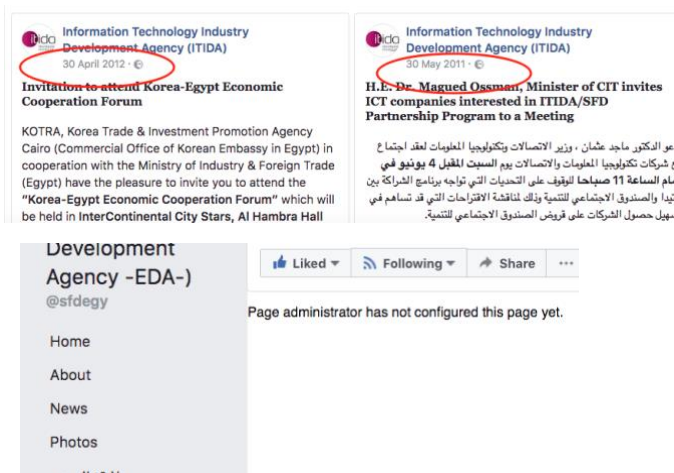 itida
Information Technology Industry
Development Agency (ITIDA)
30 April 2012 ·
Invitation to attend Korea-Egypt Economic
Cooperation Forum
KOTRA, Korea Trade & Investment Promotion Agency
Cairo (Commercial Office of Korean Embassy in Egypt) in
cooperation with the Ministry of Industry & Foreign Trade
(Egypt) have the pleasure to invite you to attend the
"Korea-Egypt Economic Cooperation Forum" which will
be held in InterContinental City Stars, Al Hambra Hall
itida
Information Technology Industry
Development Agency (ITIDA)
30 May 2011 ·
H.E. Dr. Magued Ossman, Minister of CIT invites
ICT companies interested in ITIDA/SFD
Partnership Program to a Meeting
الدكتور ماجد عثمان ، وزير الاتصالات وتكنولوجيا المعلومات لعقد اجتماع
شركات تكنولوجيا المعلومات والاتصالات يوم السبت المقبل 4 يونيو في
الساعة 11 صباحا للوقوف على التحديات التي تواجه برنامج الشراكة بين
والصندوق الاجتماعي للتنمية وذلك لمناقشة الاقتراحات التي قد تساهم في
حصول الشركات على قروض الصندوق الاجتماعي للتنمية.
Development
Agency -EDA-)
@sfdegy
Home
About
News
Photos
Liked
Following
Share
...
Page administrator has not configured this page yet.